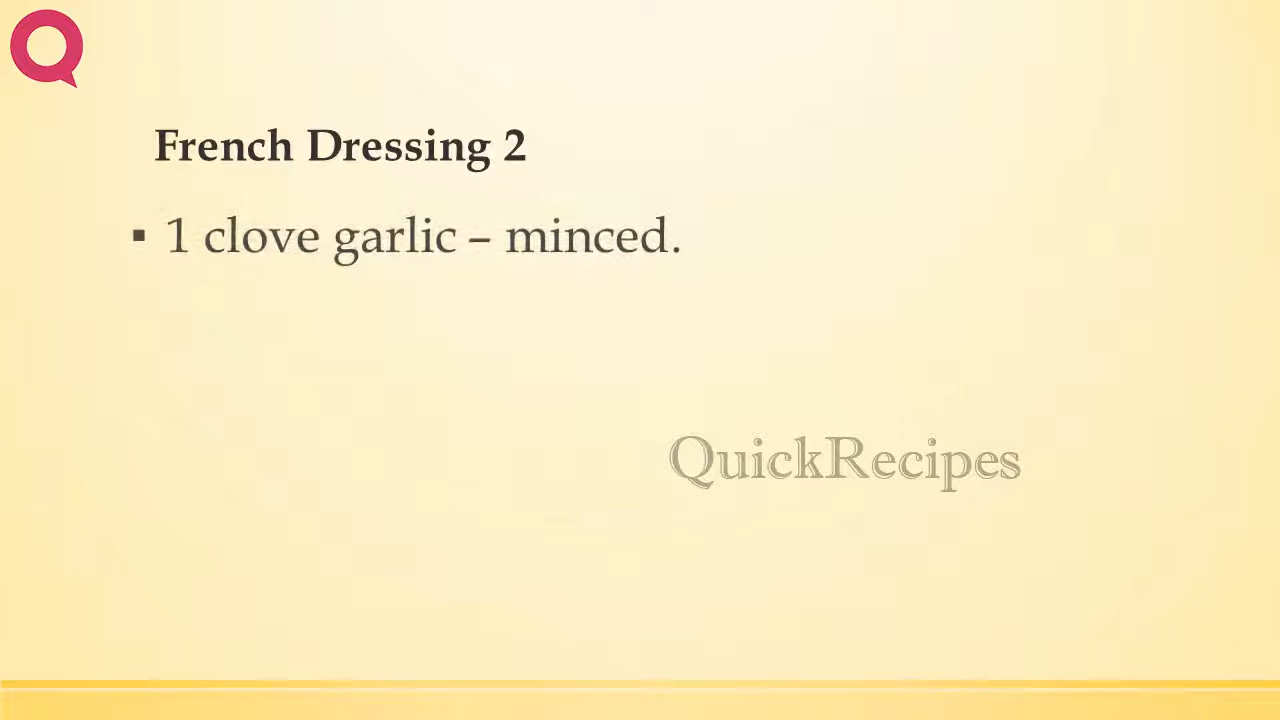 French Dressing 2
▪ 1 clove garlic – minced.
QuickRecipes